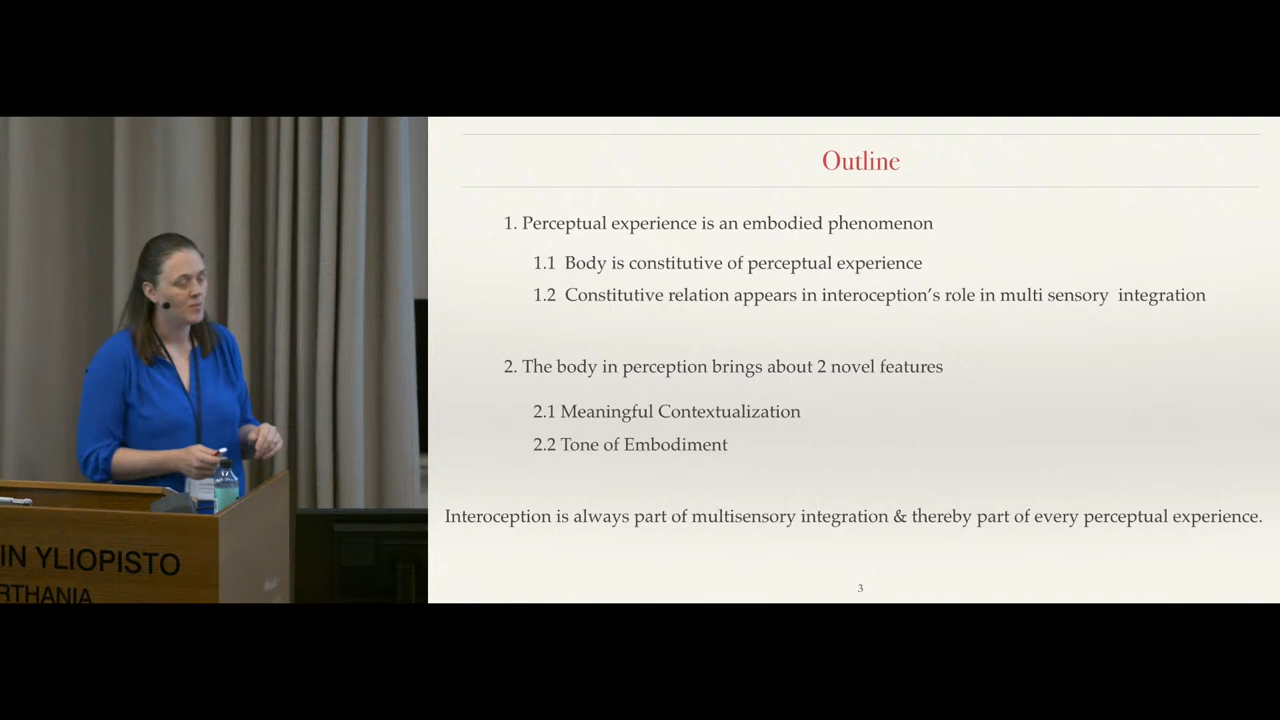 Outline
1. Perceptual experience is an embodied phenomenon
1.1 Body is constitutive of perceptual experience
1.2 Constitutive relation appears in interoception's role in multi sensory integration
2. The body in perception brings about 2 novel features
2.1 Meaningful Contextualization
2.2 Tone of Embodiment
Interoception is always part of multisensory integration & thereby part of every perceptual experience.
3
IN YLIOPISTO
RTHANIA